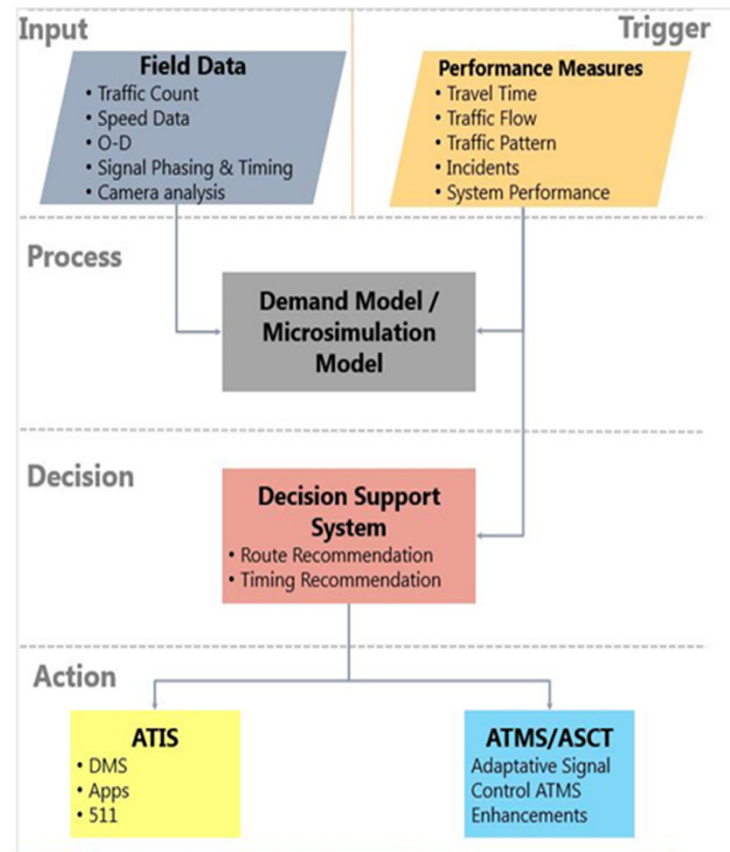 Input
Trigger
Field Data
• Traffic Count
• Speed Data
• O-D
• Signal Phasing & Timing
• Camera analysis
Performance Measures
• Travel Time
• Traffic Flow
• Traffic Pattern
• Incidents
• System Performance
Process
Demand Model /
Microsimulation
Model
Decision
Decision Support
System
• Route Recommendation
• Timing Recommendation
Action
ATIS
• DMS
• Apps
• 511
ATMS/ASCT
Adaptative Signal
Control ATMS
Enhancements